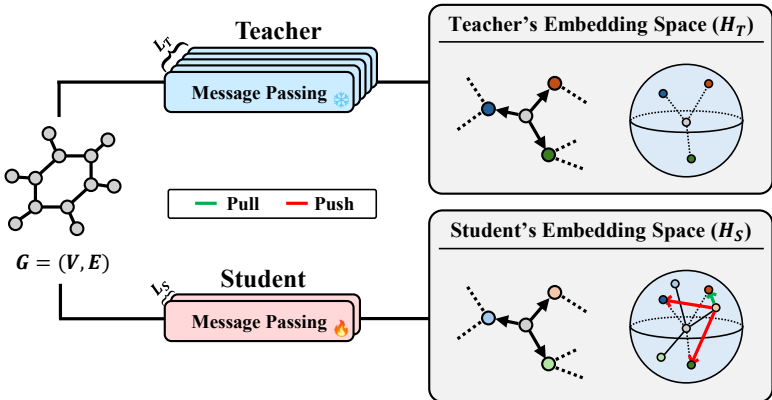 Teacher
L_T
Message Passing
Teacher's Embedding Space (H_T)
Pull
Push
G = (V, E)
Student
L_S
Message Passing
Student's Embedding Space (H_S)